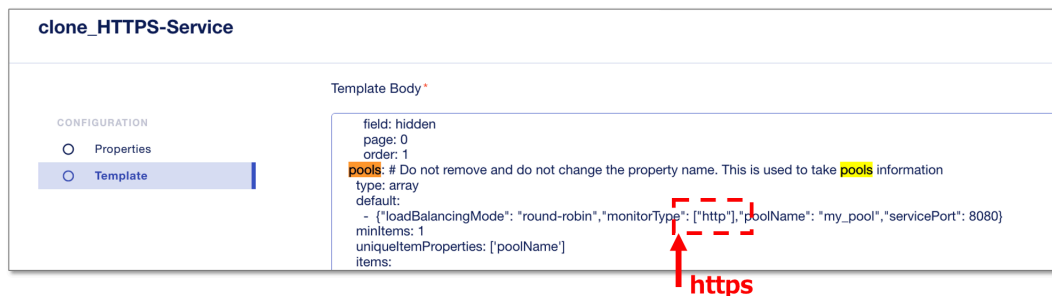 clone_HTTPS-Service
Template Body*
CONFIGURATION
Properties
Template
field: hidden
page: 0
order: 1
pools: # Do not remove and do not change the property name. This is used to take pools information
type: array
default:
- {"loadBalancingMode": "round-robin","monitorType": ["http"],"poolName": "my_pool","servicePort": 8080}
minItems: 1
uniqueItemProperties: ['poolName']
items:
https